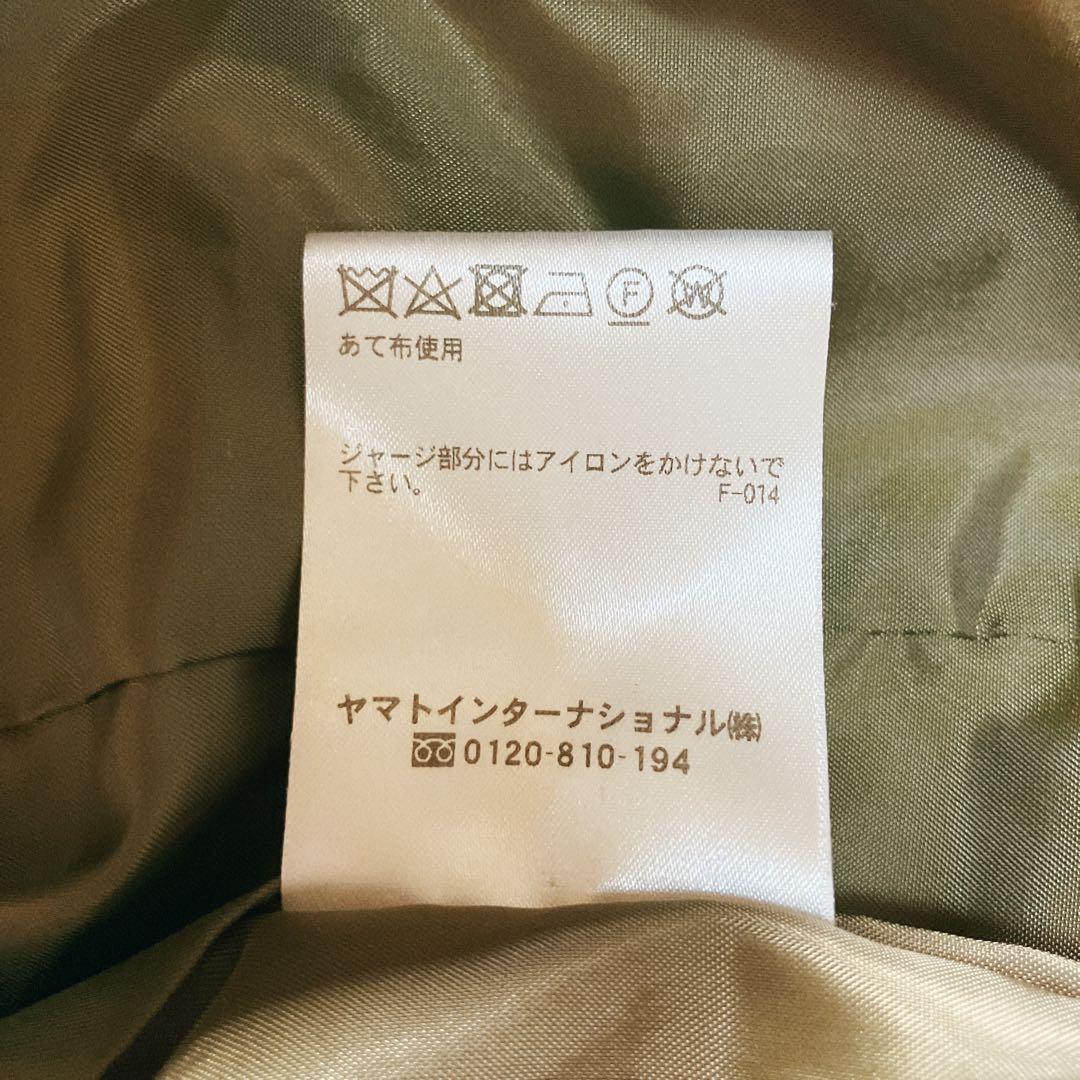 F W
あて布使用
ジャージ部分にはアイロンをかけないで
下さい。 F-014
ヤマトインターナショナル㈱
0120-810-194